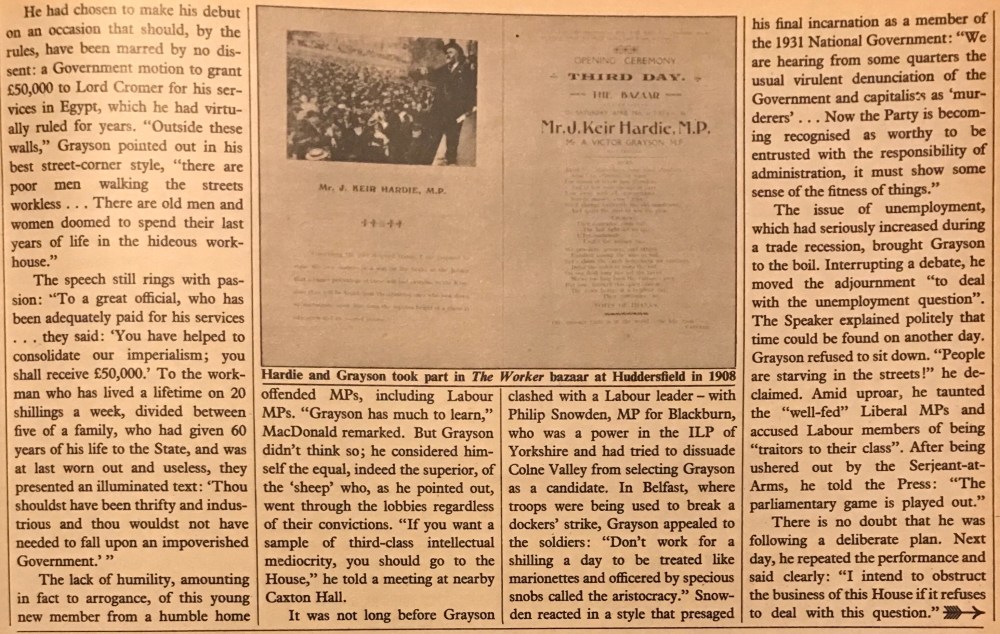 He had chosen to make his debut
on an occasion that should, by the
rules, have been marred by no dis-
sent: a Government motion to grant
£50,000 to Lord Cromer for his ser-
vices in Egypt, which he had virtu-
ally ruled for years. “Outside these
walls,” Grayson pointed out in his
best street-corner style, “there are
poor men walking the streets
workless . . . There are old men and
women doomed to spend their last
years of life in the hideous work-
house.”
The speech still rings with pas-
sion: “To a great official, who has
been adequately paid for his services
. . . they said: ‘You have helped to
consolidate our imperialism; you
shall receive £50,000.’ To the work-
man who has lived a lifetime on 20
shillings a week, divided between
five of a family, who had given 60
years of his life to the State, and was
at last worn out and useless, they
presented an illuminated text: ‘Thou
shouldst have been thrifty and indus-
trious and thou wouldst not have
needed to fall upon an impoverished
Government.’ ”
The lack of humility, amounting
in fact to arrogance, of this young
new member from a humble home
Mr. J. KEIR HARDIE, M.P.
OPENING CEREMONY
THIRD DAY.
THE BAZAAR
Mr. J. Keir Hardie, M.P.
Mr. A. VICTOR GRAYSON, M.P.
Hardie and Grayson took part in The Worker bazaar at Huddersfield in 1908
offended MPs, including Labour
MPs. “Grayson has much to learn,”
MacDonald remarked. But Grayson
didn’t think so; he considered him-
self the equal, indeed the superior, of
the ‘sheep’ who, as he pointed out,
went through the lobbies regardless
of their convictions. “If you want a
sample of third-class intellectual
mediocrity, you should go to the
House,” he told a meeting at nearby
Caxton Hall.
It was not long before Grayson
clashed with a Labour leader – with
Philip Snowden, MP for Blackburn,
who was a power in the ILP of
Yorkshire and had tried to dissuade
Colne Valley from selecting Grayson
as a candidate. In Belfast, where
troops were being used to break a
dockers’ strike, Grayson appealed to
the soldiers: “Don’t work for a
shilling a day to be treated like
marionettes and officered by specious
snobs called the aristocracy.” Snow-
den reacted in a style that presaged
his final incarnation as a member of
the 1931 National Government: “We
are hearing from some quarters the
usual virulent denunciation of the
Government and capitalists as ‘mur-
derers’ . . . Now the Party is becom-
ing recognised as worthy to be
entrusted with the responsibility of
administration, it must show some
sense of the fitness of things.”
The issue of unemployment,
which had seriously increased during
a trade recession, brought Grayson
to the boil. Interrupting a debate, he
moved the adjournment “to deal
with the unemployment question”.
The Speaker explained politely that
time could be found on another day.
Grayson refused to sit down. “People
are starving in the streets!” he de-
claimed. Amid uproar, he taunted
the “well-fed” Liberal MPs and
accused Labour members of being
“traitors to their class”. After being
ushered out by the Serjeant-at-
Arms, he told the Press: “The
parliamentary game is played out.”
There is no doubt that he was
following a deliberate plan. Next
day, he repeated the performance and
said clearly: “I intend to obstruct
the business of this House if it refuses
to deal with this question.”